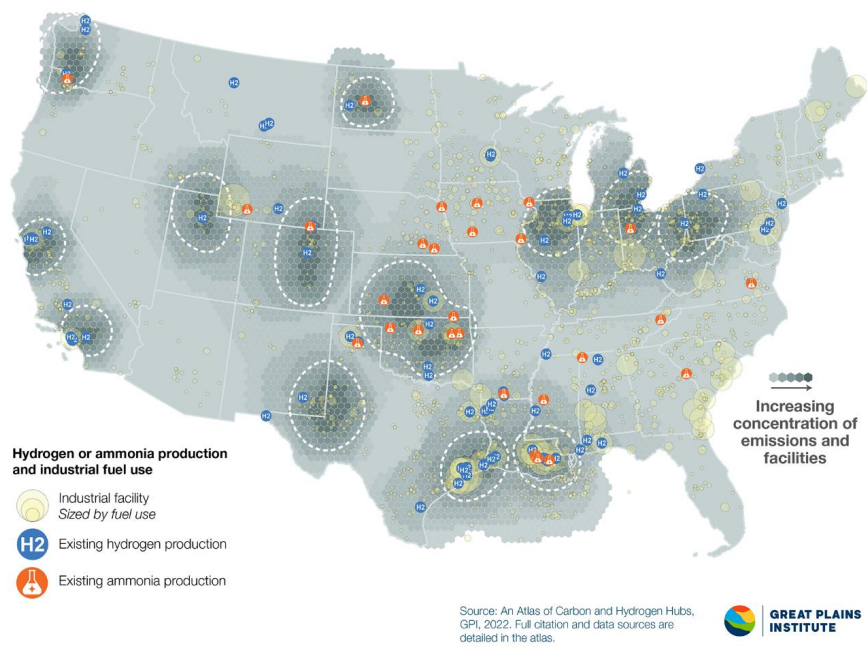 Increasing
concentration of
emissions and
facilities
Hydrogen or ammonia production
and industrial fuel use
Industrial facility
Sized by fuel use
H2
Existing hydrogen production
Existing ammonia production
Source: An Atlas of Carbon and Hydrogen Hubs,
GPI, 2022. Full citation and data sources are
detailed in the atlas.
GREAT PLAINS
INSTITUTE